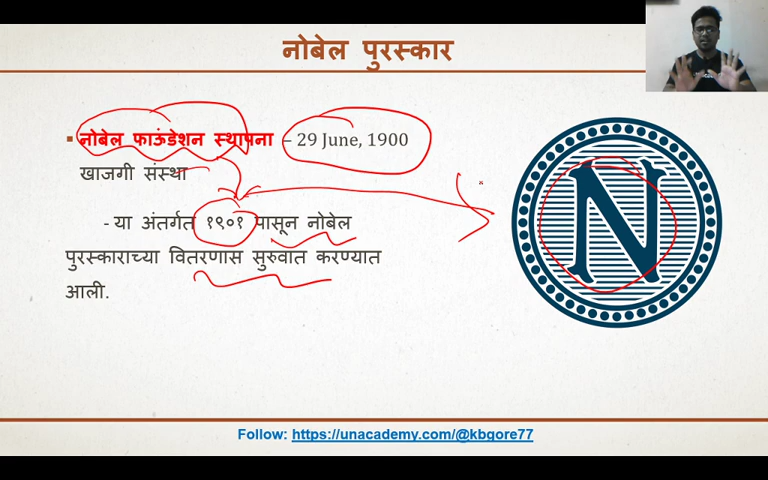 नोबेल पुरस्कार
▪ नोबेल फाऊंडेशन स्थापना – 29 June, 1900
खाजगी संस्था
- या अंतर्गत १९०१ पासून नोबेल
पुरस्काराच्या वितरणास सुरुवात करण्यात
आली.
N
Follow: https://unacademy.com/@kbgore77